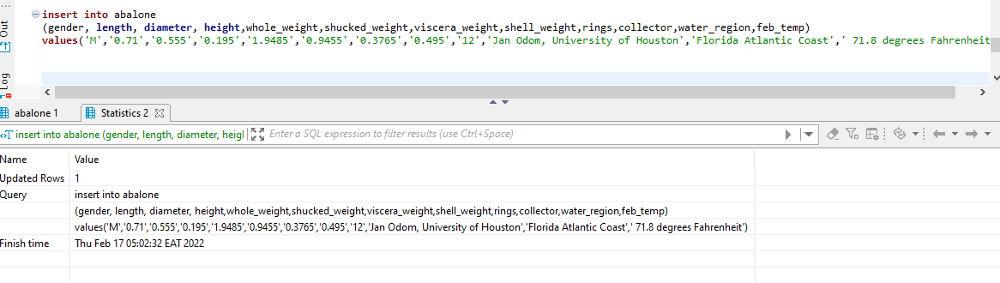 insert into abalone
(gender, length, diameter, height,whole_weight,shucked_weight,viscera_weight,shell_weight,rings,collector,water_region,feb_temp)
values('M','0.71','0.555','0.195','1.9485','0.9455','0.3765','0.495','12','Jan Odom, University of Houston','Florida Atlantic Coast',' 71.8 degrees Fahrenheit
Out
Log
abalone 1 Statistics 2
insert into abalone (gender, length, diameter, heigl Enter a SQL expression to filter results (use Ctrl+Space)
Name Value
Updated Rows 1
Query insert into abalone
(gender, length, diameter, height,whole_weight,shucked_weight,viscera_weight,shell_weight,rings,collector,water_region,feb_temp)
values('M','0.71','0.555','0.195','1.9485','0.9455','0.3765','0.495','12','Jan Odom, University of Houston','Florida Atlantic Coast',' 71.8 degrees Fahrenheit')
Finish time Thu Feb 17 05:02:32 EAT 2022